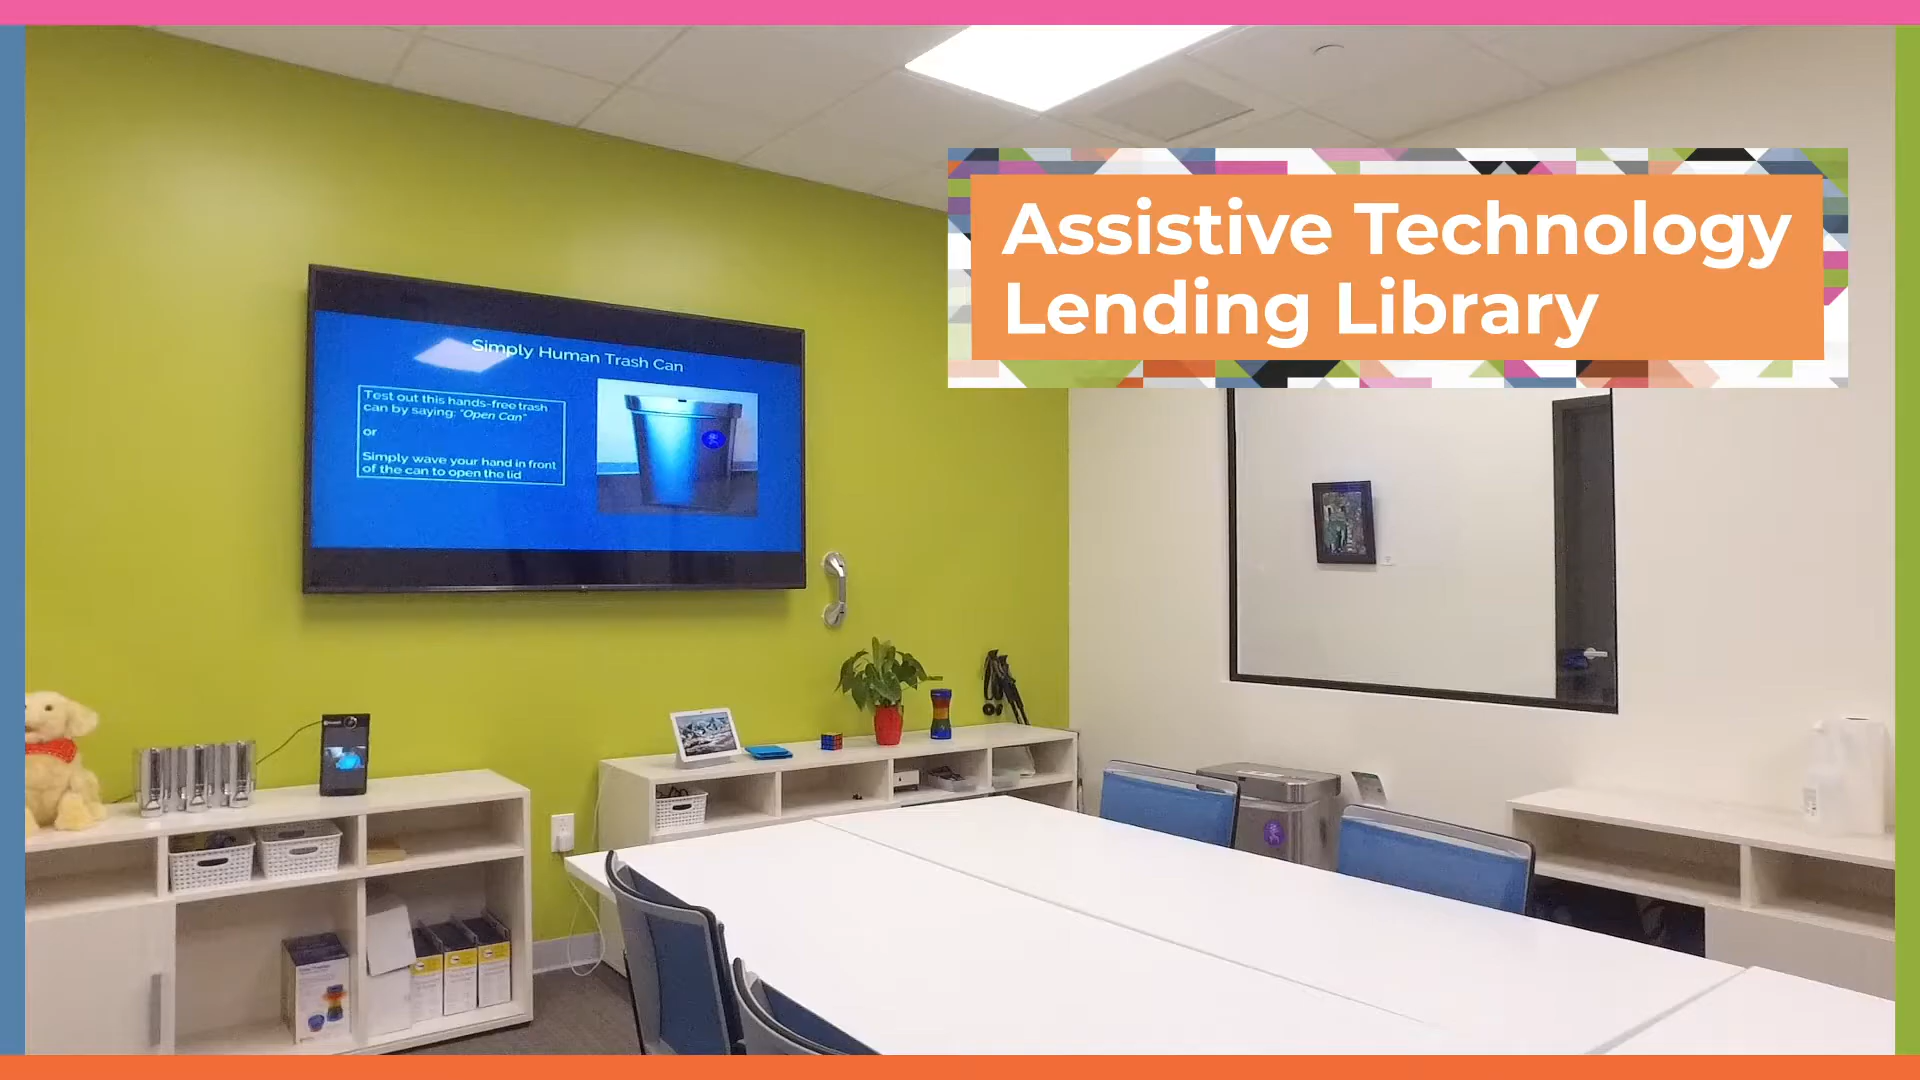 Assistive Technology
Lending Library
Simply Human Trash Can
Test out this hands-free trash
can by saying: "Open Can"
or
Simply wave your hand in front
of the can to open the lid